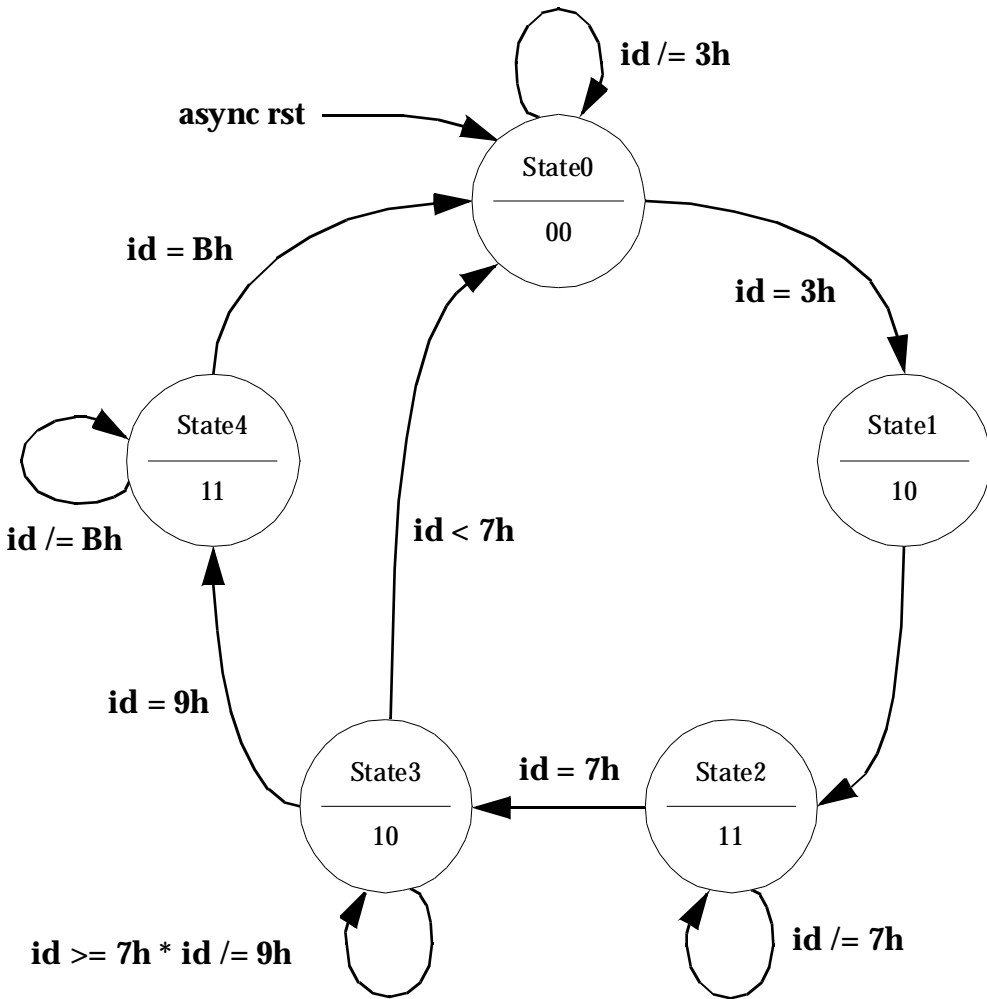 id /= 3h
async rst
State0
00
id = Bh
id = 3h
State4
11
State1
10
id < 7h
id /= Bh
id = 9h
State3
10
id = 7h
State2
11
id >= 7h * id /= 9h
id /= 7h